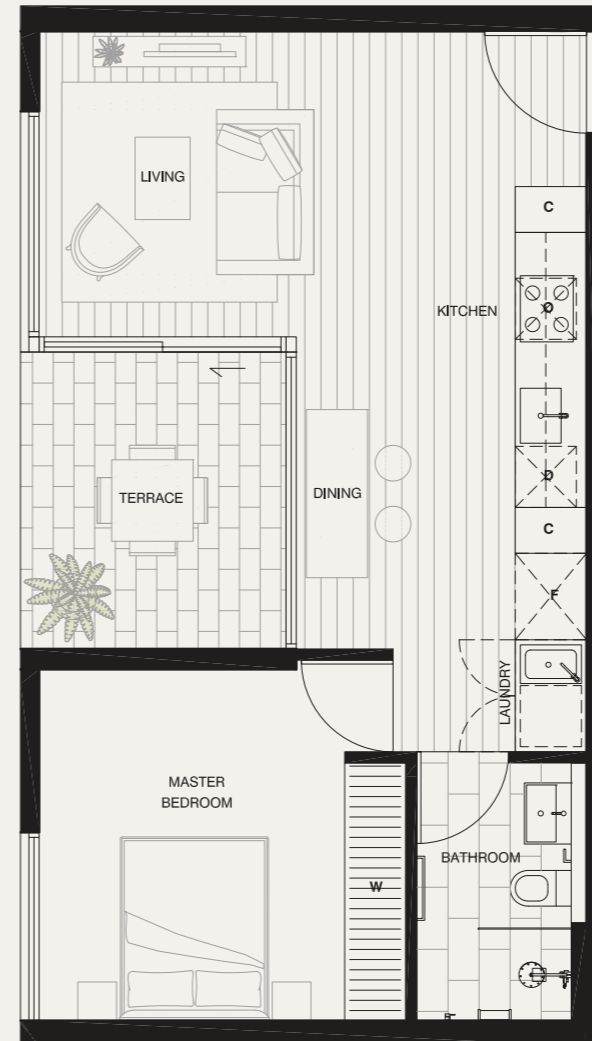 LIVING
C
KITCHEN
O
TERRACE
DINING
D
C
F
LAUNDRY
MASTER
BEDROOM
BATHROOM
W